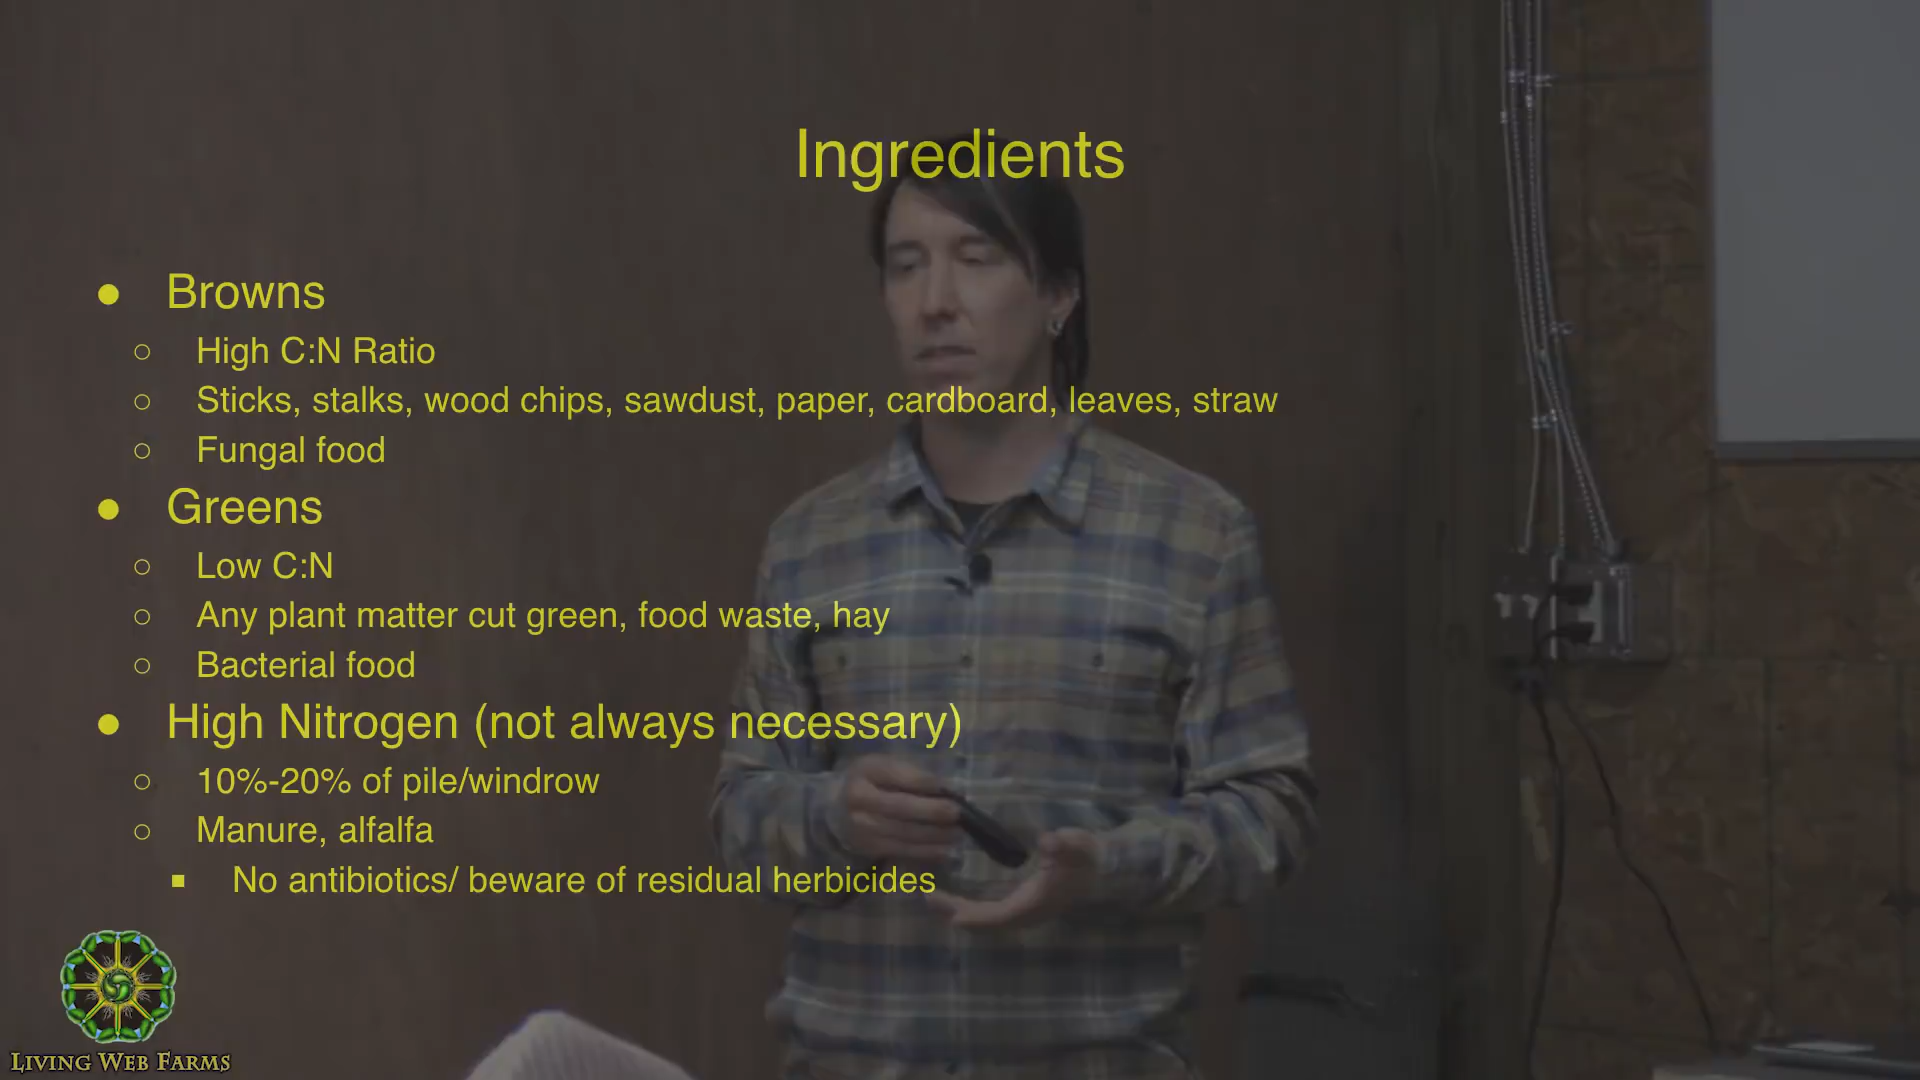 Ingredients
● Browns
○ High C:N Ratio
○ Sticks, stalks, wood chips, sawdust, paper, cardboard, leaves, straw
○ Fungal food
● Greens
○ Low C:N
○ Any plant matter cut green, food waste, hay
○ Bacterial food
● High Nitrogen (not always necessary)
○ 10%-20% of pile/windrow
○ Manure, alfalfa
■ No antibiotics/ beware of residual herbicides
LIVING WEB FARMS